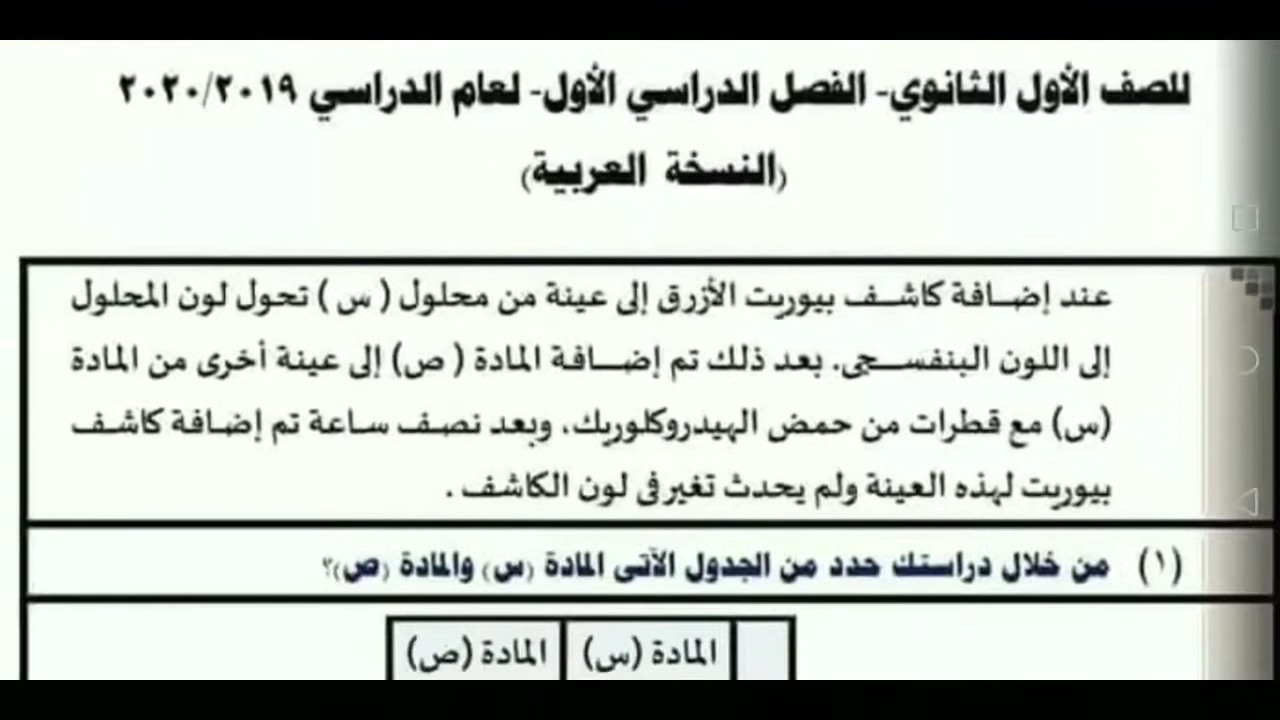 للصف الأول الثانوي- الفصل الدراسي الأول- لعام الدراسي ٢٠٢٠/٢٠١٩
(النسخة العربية)
عند إضافة كاشف بيوريت الأزرق إلى عينة من محلول ( س ) تحول لون المحلول
إلى اللون البنفسجى. بعد ذلك تم إضافة المادة ( ص) إلى عينة أخرى من المادة
(س) مع قطرات من حمض الهيدروكلوريك، وبعد نصف ساعة تم إضافة كاشف
بيوريت لهذه العينة ولم يحدث تغير فى لون الكاشف .
(١) من خلال دراستك حدد من الجدول الآتى المادة (س) والمادة (ص)؟
المادة (س) المادة (ص)